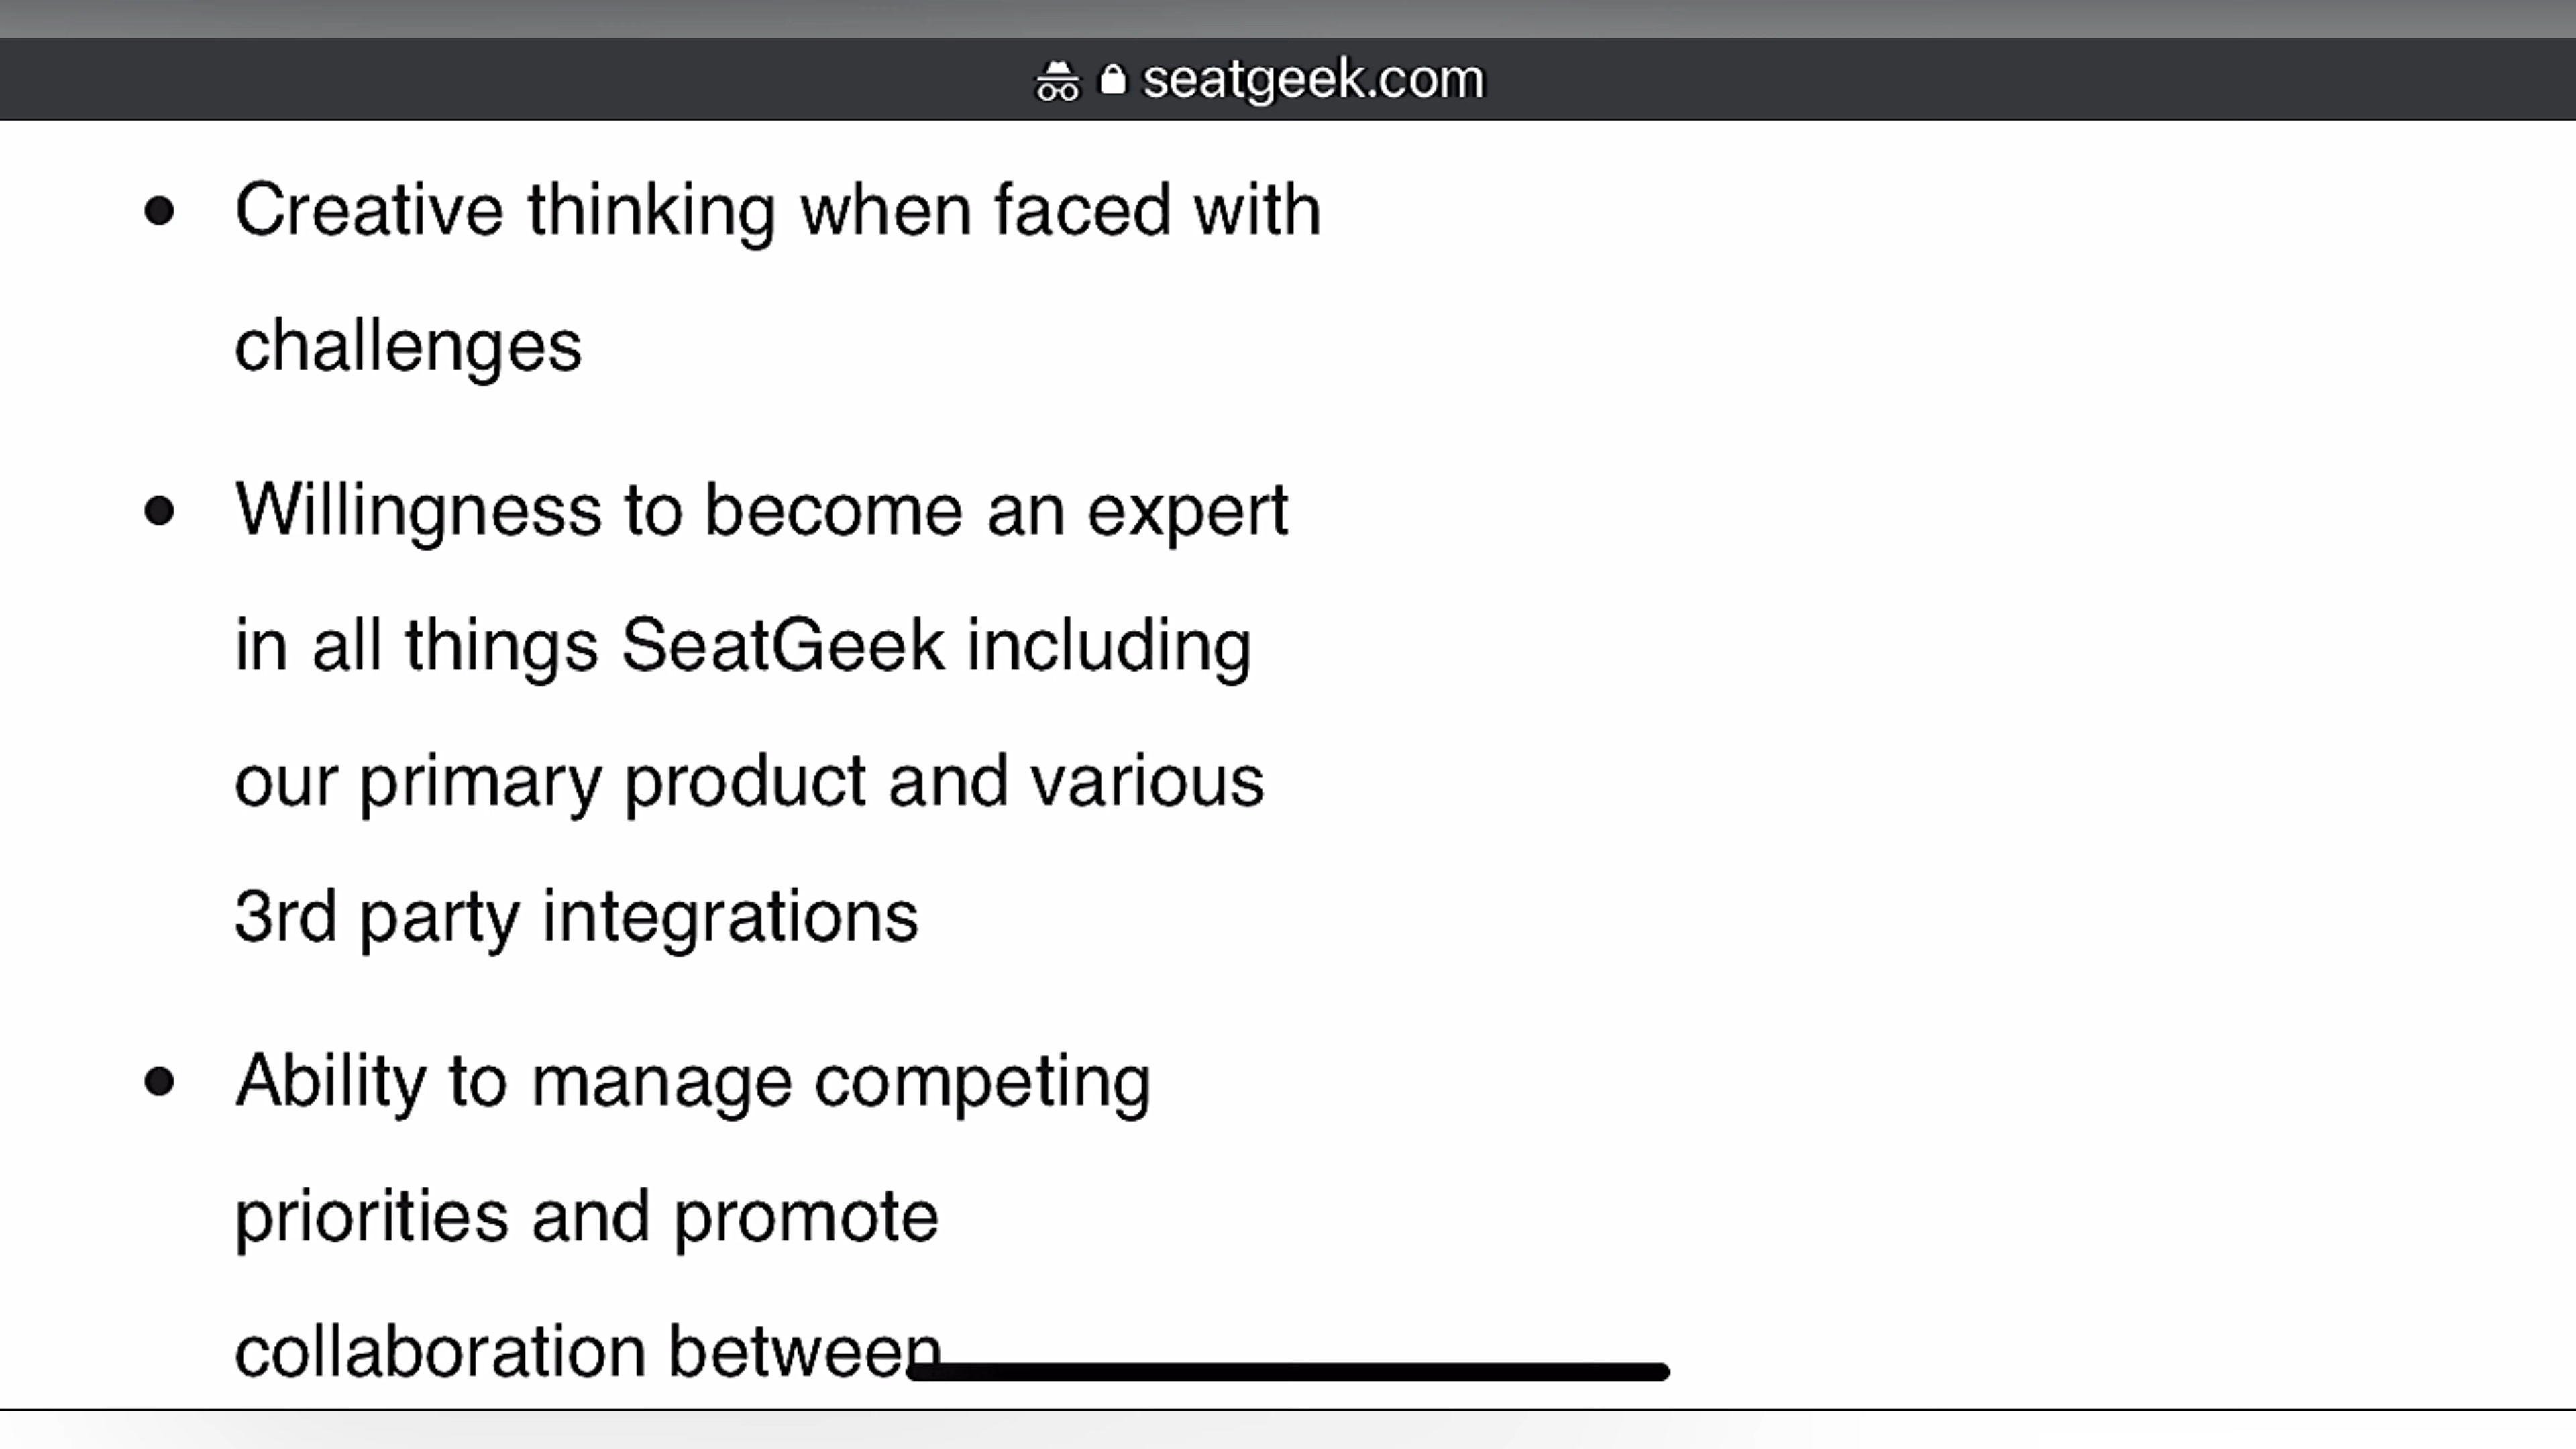 seatgeek.com
• Creative thinking when faced with
challenges
• Willingness to become an expert
in all things SeatGeek including
our primary product and various
3rd party integrations
• Ability to manage competing
priorities and promote
collaboration between